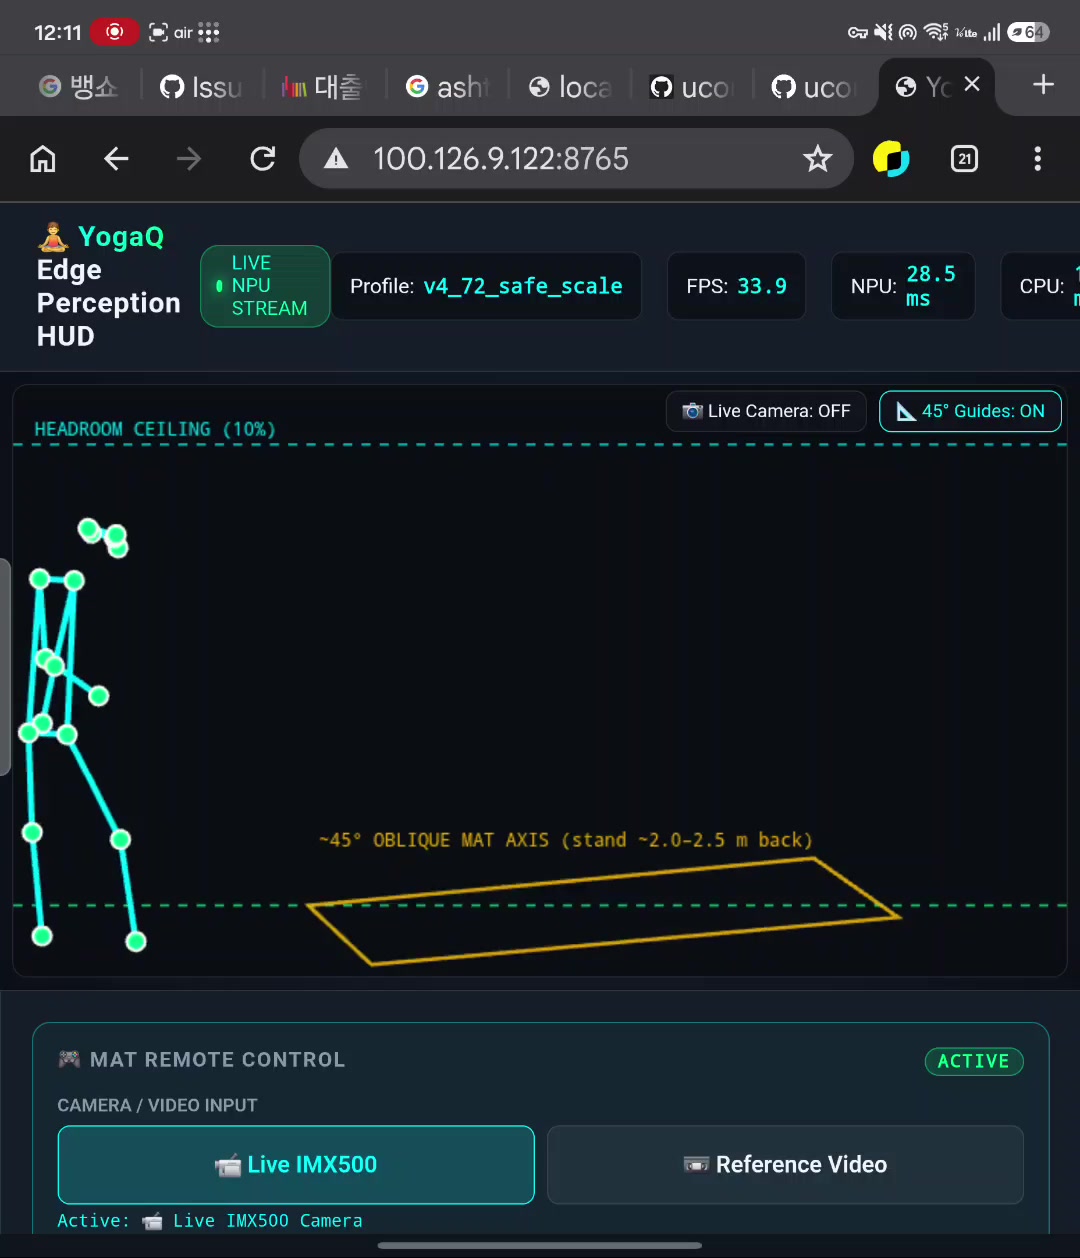 12:11 air 64
뱅쇼 Issu 대출 ash loca uco uco Yo
100.126.9.122:8765 21
YogaQ
Edge
Perception
HUD
LIVE
NPU
STREAM
Profile: v4_72_safe_scale
FPS: 33.9
NPU: 28.5
ms
CPU:
Live Camera: OFF
45° Guides: ON
HEADROOM CEILING (10%)
~45° OBLIQUE MAT AXIS (stand ~2.0–2.5 m back)
MAT REMOTE CONTROL
ACTIVE
CAMERA / VIDEO INPUT
Live IMX500
Reference Video
Active: Live IMX500 Camera